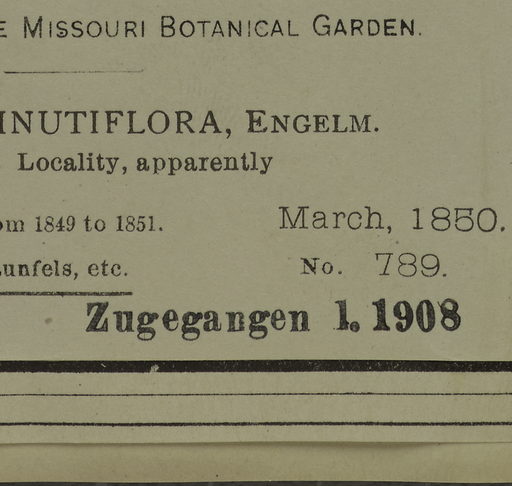 E MISSOURI BOTANICAL GARDEN.
INUTIFLORA, ENGELM.
Locality, apparently
om 1849 to 1851. March, 1850.
unfels, etc. No. 789.
Zugegangen 1. 1908